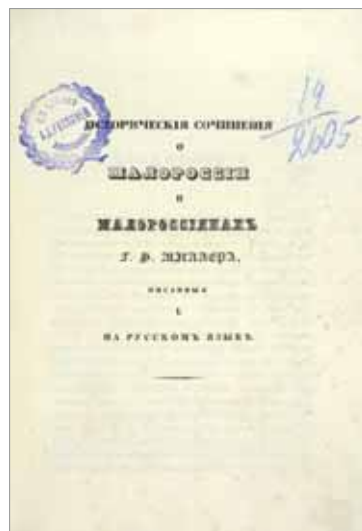 ИСТОРИЧЕСКІЯ СОЧИНЕНІЯ
О
МАЛОРОССІИ
И
МАЛОРОССІЯНАХЪ
Г. Ф. МИЛЛЕРА,
ПИСАННЫЯ
I.
НА РУССКОМЪ ЯЗЫКѢ.
19
2605